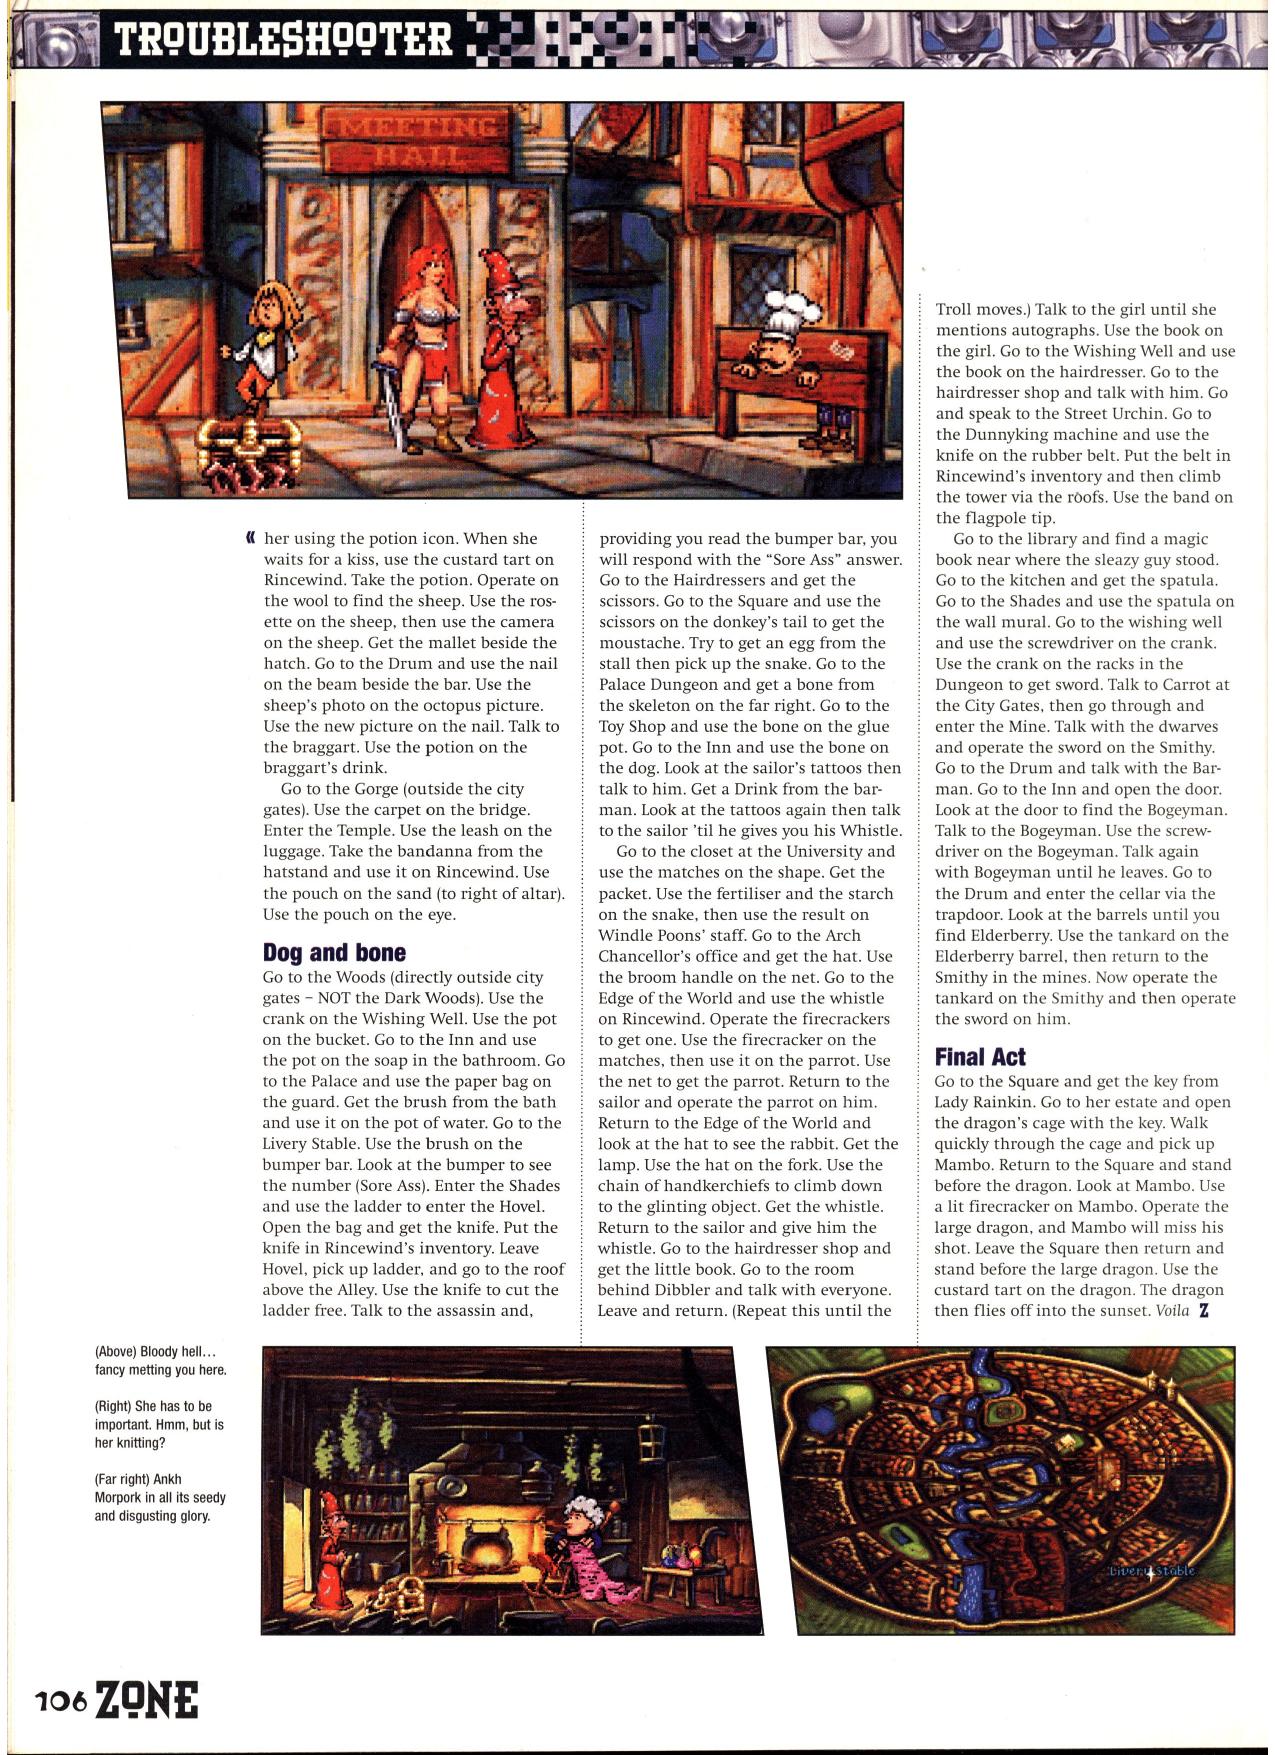 TROUBLESHOOTER
MEETING
HALL
« her using the potion icon. When she
waits for a kiss, use the custard tart on
Rincewind. Take the potion. Operate on
the wool to find the sheep. Use the ros-
ette on the sheep, then use the camera
on the sheep. Get the mallet beside the
hatch. Go to the Drum and use the nail
on the beam beside the bar. Use the
sheep's photo on the octopus picture.
Use the new picture on the nail. Talk to
the braggart. Use the potion on the
braggart's drink.
Go to the Gorge (outside the city
gates). Use the carpet on the bridge.
Enter the Temple. Use the leash on the
luggage. Take the bandanna from the
hatstand and use it on Rincewind. Use
the pouch on the sand (to right of altar).
Use the pouch on the eye.
Dog and bone
Go to the Woods (directly outside city
gates – NOT the Dark Woods). Use the
crank on the Wishing Well. Use the pot
on the bucket. Go to the Inn and use
the pot on the soap in the bathroom. Go
to the Palace and use the paper bag on
the guard. Get the brush from the bath
and use it on the pot of water. Go to the
Livery Stable. Use the brush on the
bumper bar. Look at the bumper to see
the number (Sore Ass). Enter the Shades
and use the ladder to enter the Hovel.
Open the bag and get the knife. Put the
knife in Rincewind's inventory. Leave
Hovel, pick up ladder, and go to the roof
above the Alley. Use the knife to cut the
ladder free. Talk to the assassin and,
providing you read the bumper bar, you
will respond with the “Sore Ass” answer.
Go to the Hairdressers and get the
scissors. Go to the Square and use the
scissors on the donkey's tail to get the
moustache. Try to get an egg from the
stall then pick up the snake. Go to the
Palace Dungeon and get a bone from
the skeleton on the far right. Go to the
Toy Shop and use the bone on the glue
pot. Go to the Inn and use the bone on
the dog. Look at the sailor's tattoos then
talk to him. Get a Drink from the bar-
man. Look at the tattoos again then talk
to the sailor ’til he gives you his Whistle.
Go to the closet at the University and
use the matches on the shape. Get the
packet. Use the fertiliser and the starch
on the snake, then use the result on
Windle Poons' staff. Go to the Arch
Chancellor's office and get the hat. Use
the broom handle on the net. Go to the
Edge of the World and use the whistle
on Rincewind. Operate the firecrackers
to get one. Use the firecracker on the
matches, then use it on the parrot. Use
the net to get the parrot. Return to the
sailor and operate the parrot on him.
Return to the Edge of the World and
look at the hat to see the rabbit. Get the
lamp. Use the hat on the fork. Use the
chain of handkerchiefs to climb down
to the glinting object. Get the whistle.
Return to the sailor and give him the
whistle. Go to the hairdresser shop and
get the little book. Go to the room
behind Dibbler and talk with everyone.
Leave and return. (Repeat this until the
Troll moves.) Talk to the girl until she
mentions autographs. Use the book on
the girl. Go to the Wishing Well and use
the book on the hairdresser. Go to the
hairdresser shop and talk with him. Go
and speak to the Street Urchin. Go to
the Dunnyking machine and use the
knife on the rubber belt. Put the belt in
Rincewind's inventory and then climb
the tower via the roofs. Use the band on
the flagpole tip.
Go to the library and find a magic
book near where the sleazy guy stood.
Go to the kitchen and get the spatula.
Go to the Shades and use the spatula on
the wall mural. Go to the wishing well
and use the screwdriver on the crank.
Use the crank on the racks in the
Dungeon to get sword. Talk to Carrot at
the City Gates, then go through and
enter the Mine. Talk with the dwarves
and operate the sword on the Smithy.
Go to the Drum and talk with the Bar-
man. Go to the Inn and open the door.
Look at the door to find the Bogeyman.
Talk to the Bogeyman. Use the screw-
driver on the Bogeyman. Talk again
with Bogeyman until he leaves. Go to
the Drum and enter the cellar via the
trapdoor. Look at the barrels until you
find Elderberry. Use the tankard on the
Elderberry barrel, then return to the
Smithy in the mines. Now operate the
tankard on the Smithy and then operate
the sword on him.
Final Act
Go to the Square and get the key from
Lady Rainkin. Go to her estate and open
the dragon's cage with the key. Walk
quickly through the cage and pick up
Mambo. Return to the Square and stand
before the dragon. Look at Mambo. Use
a lit firecracker on Mambo. Operate the
large dragon, and Mambo will miss his
shot. Leave the Square then return and
stand before the large dragon. Use the
custard tart on the dragon. The dragon
then flies off into the sunset. Voila Z
(Above) Bloody hell...
fancy metting you here.
(Right) She has to be
important. Hmm, but is
her knitting?
(Far right) Ankh
Morpork in all its seedy
and disgusting glory.
Livery Stable
106 ZONE